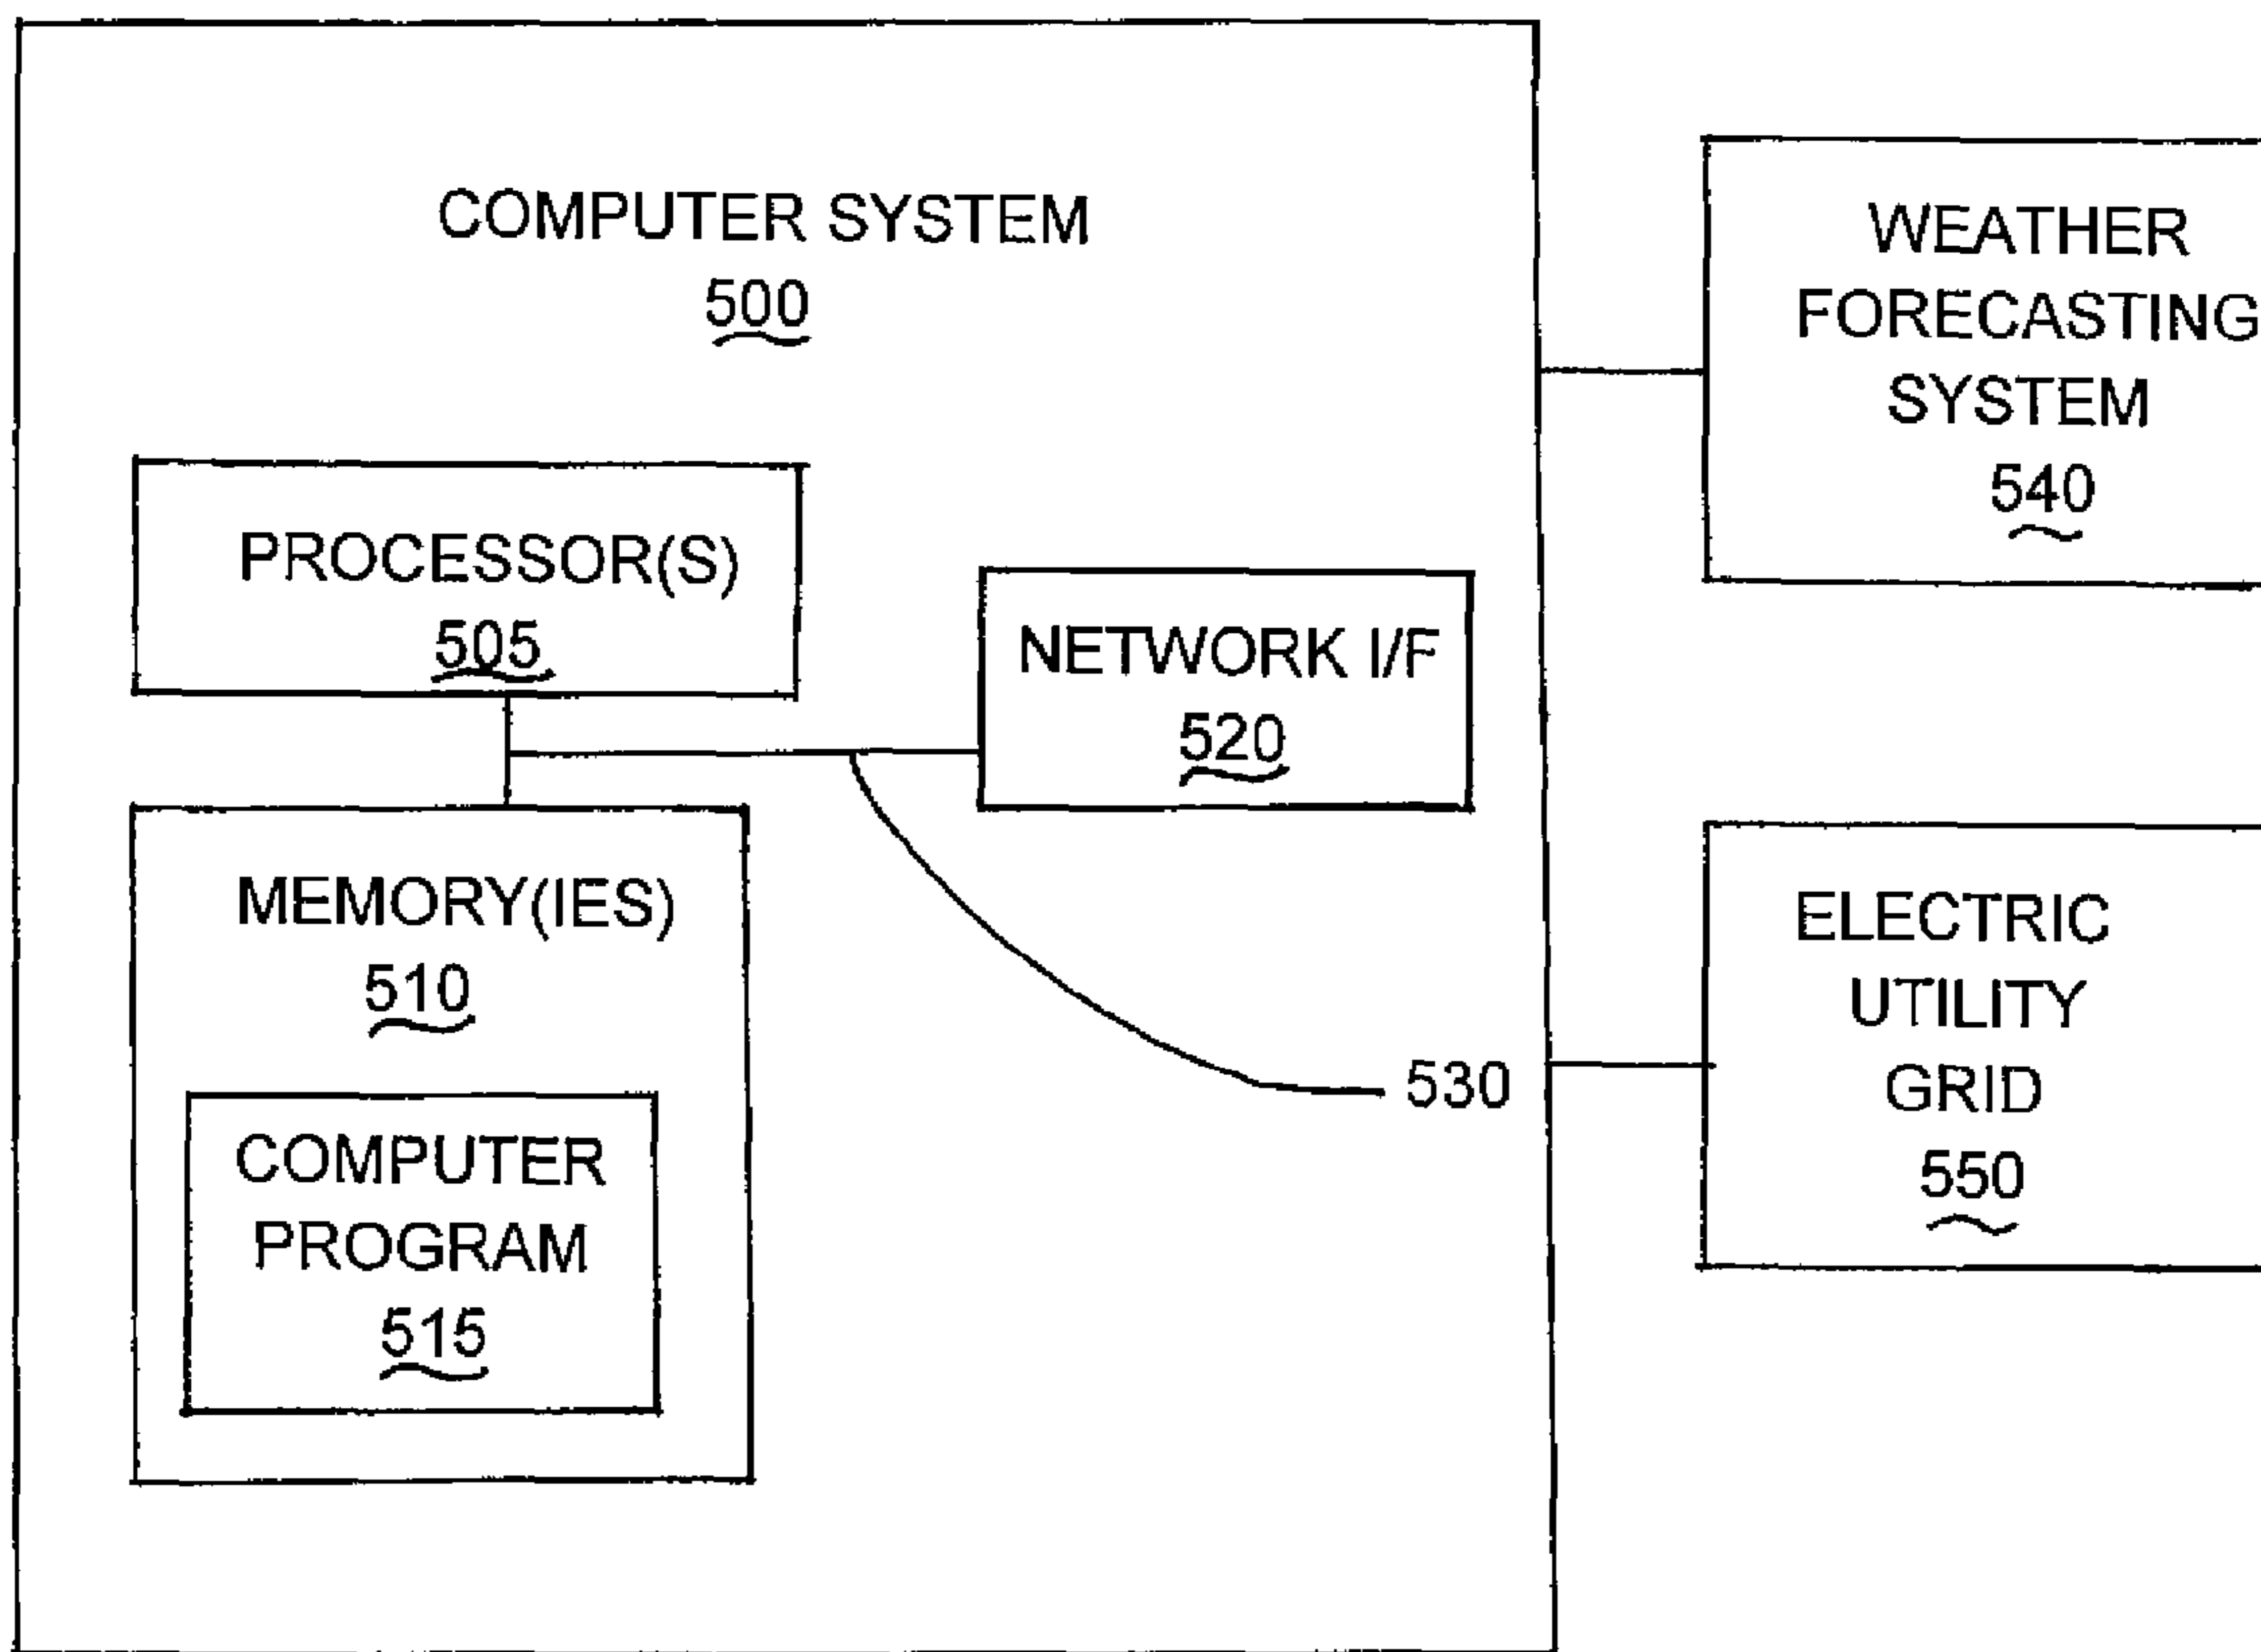 COMPUTER SYSTEM
500
PROCESSOR(S)
505
NETWORK I/F
520
MEMORY(IES)
510
COMPUTER
PROGRAM
515
530
WEATHER
FORECASTING
SYSTEM
540
ELECTRIC
UTILITY
GRID
550